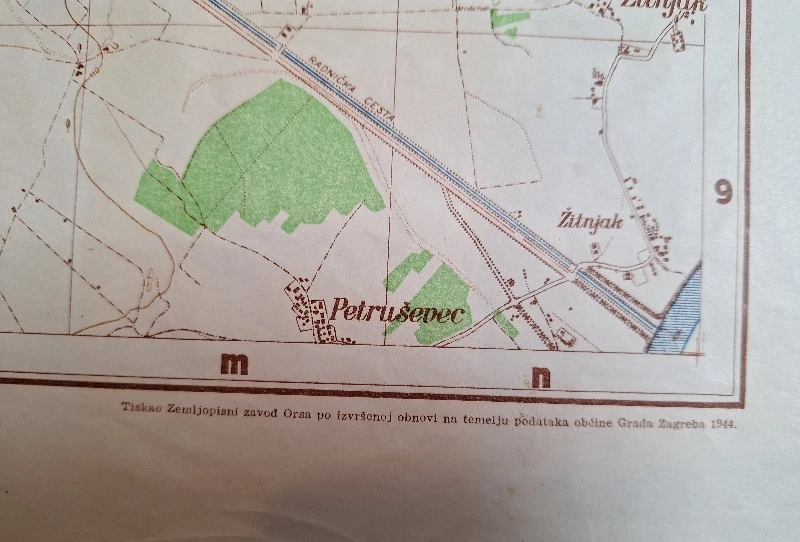 Žitnjak
RADNIČKA CESTA
9
Žitnjak
Petruševec
m
n
Tiskao Zemljopisni zavod Orsa po izvršenoj obnovi na temelju podataka općine Grada Zagreba 1944.